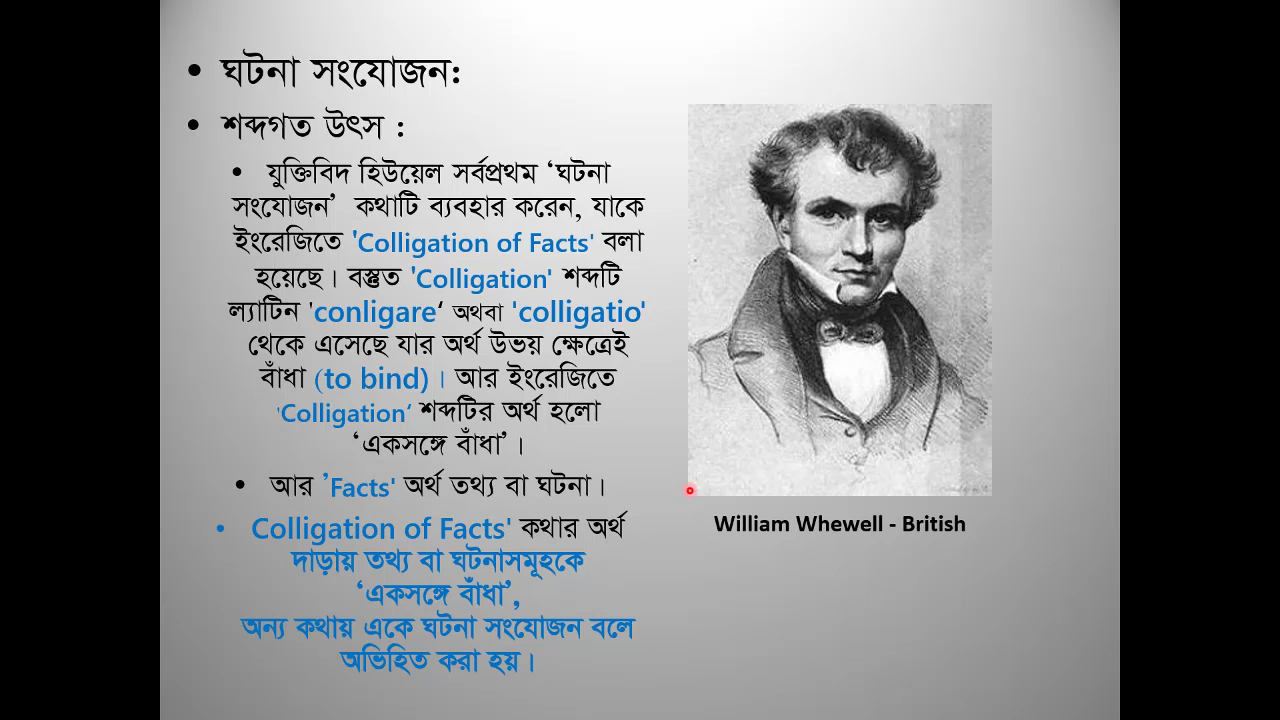 • ঘটনা সংযোজন:
• শব্দগত উৎস :
• যুক্তিবিদ হিউয়েল সর্বপ্রথম ‘ঘটনা
সংযোজন’ কথাটি ব্যবহার করেন, যাকে
ইংরেজিতে 'Colligation of Facts' বলা
হয়েছে। বস্তুত 'Colligation' শব্দটি
ল্যাটিন 'conligare‘ অথবা 'colligatio'
থেকে এসেছে যার অর্থ উভয় ক্ষেত্রেই
বাঁধা (to bind) । আর ইংরেজিতে
'Colligation‘ শব্দটির অর্থ হলো
‘একসঙ্গে বাঁধা’ ।
• আর ’Facts' অর্থ তথ্য বা ঘটনা।
• Colligation of Facts' কথার অর্থ
দাড়ায় তথ্য বা ঘটনাসমূহকে
‘একসঙ্গে বাঁধা’,
অন্য কথায় একে ঘটনা সংযোজন বলে
অভিহিত করা হয়।
William Whewell - British